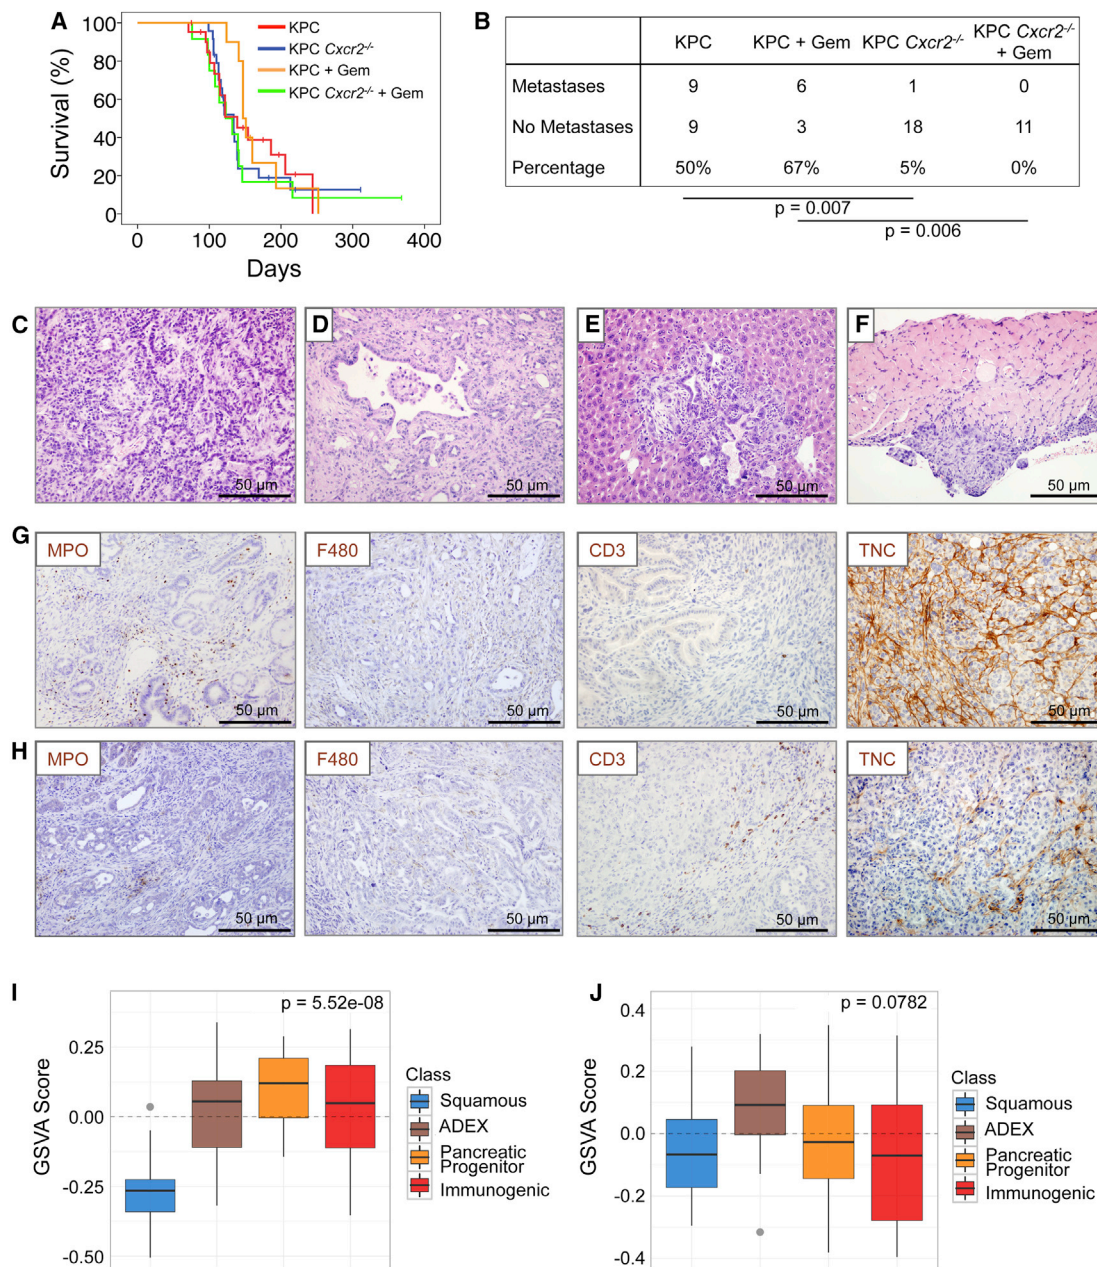 A
100
80
60
40
20
0
Survival (%)
0 100 200 300 400
Days
KPC
KPC Cxcr2-/-
KPC + Gem
KPC Cxcr2-/- + Gem
B
KPC KPC + Gem KPC Cxcr2-/- KPC Cxcr2-/- + Gem
Metastases 9 6 1 0
No Metastases 9 3 18 11
Percentage 50% 67% 5% 0%
p = 0.007
p = 0.006
C
50 µm
D
50 µm
E
50 µm
F
50 µm
G
MPO
50 µm
F480
50 µm
CD3
50 µm
TNC
50 µm
H
MPO
50 µm
F480
50 µm
CD3
50 µm
TNC
50 µm
I
p = 5.52e-08
0.25
0.00
-0.25
-0.50
GSVA Score
Class
Squamous
ADEX
Pancreatic
Progenitor
Immunogenic
J
p = 0.0782
0.4
0.2
0.0
-0.2
-0.4
GSVA Score
Class
Squamous
ADEX
Pancreatic
Progenitor
Immunogenic